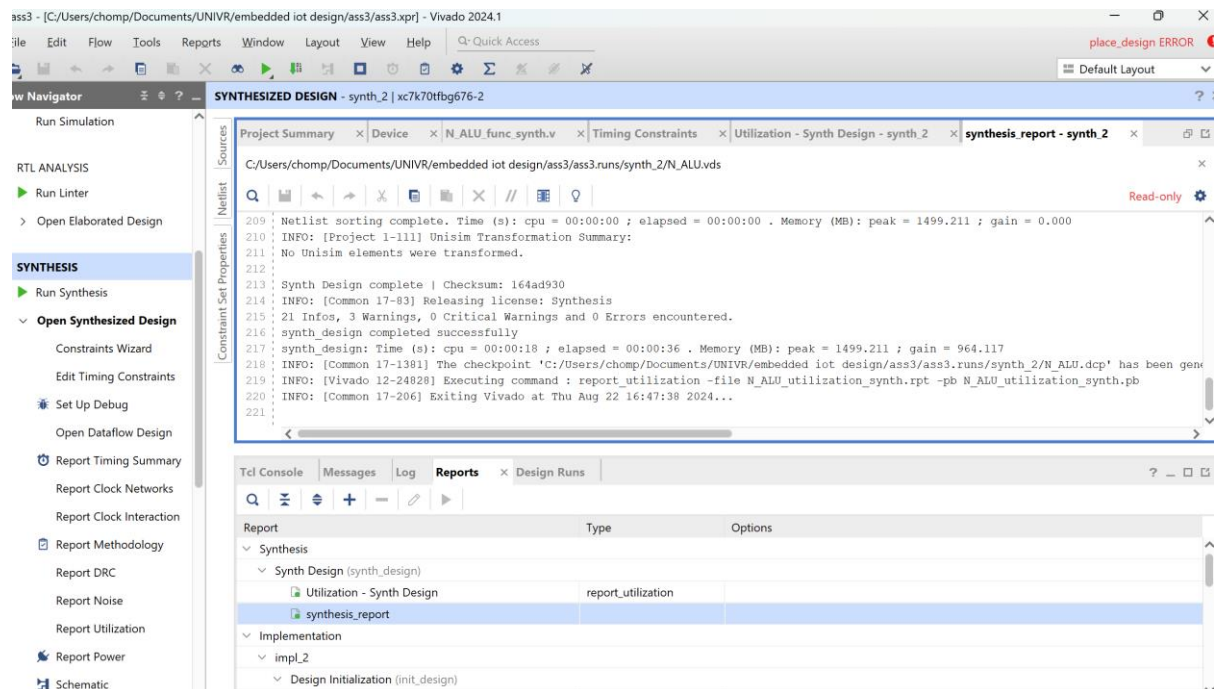 ass3 - [C:/Users/chomp/Documents/UNIVR/embedded iot design/ass3/ass3.xpr] - Vivado 2024.1
ile Edit Flow Tools Reports Window Layout View Help Q- Quick Access
place_design ERROR
Default Layout
w Navigator
SYNTHESIZED DESIGN - synth_2 | xc7k70tfbg676-2
Run Simulation
RTL ANALYSIS
Run Linter
Open Elaborated Design
SYNTHESIS
Run Synthesis
Open Synthesized Design
Constraints Wizard
Edit Timing Constraints
Set Up Debug
Open Dataflow Design
Report Timing Summary
Report Clock Networks
Report Clock Interaction
Report Methodology
Report DRC
Report Noise
Report Utilization
Report Power
Schematic
Sources
Netlist
Constraint Set Properties
Project Summary Device N_ALU_func_synth.v Timing Constraints Utilization - Synth Design - synth_2 synthesis_report - synth_2
C:/Users/chomp/Documents/UNIVR/embedded iot design/ass3/ass3.runs/synth_2/N_ALU.vds
Read-only
209 Netlist sorting complete. Time (s): cpu = 00:00:00 ; elapsed = 00:00:00 . Memory (MB): peak = 1499.211 ; gain = 0.000
210 INFO: [Project 1-111] Unisim Transformation Summary:
211 No Unisim elements were transformed.
212
213 Synth Design complete | Checksum: 164ad930
214 INFO: [Common 17-83] Releasing license: Synthesis
215 21 Infos, 3 Warnings, 0 Critical Warnings and 0 Errors encountered.
216 synth_design completed successfully
217 synth_design: Time (s): cpu = 00:00:18 ; elapsed = 00:00:36 . Memory (MB): peak = 1499.211 ; gain = 964.117
218 INFO: [Common 17-1381] The checkpoint 'C:/Users/chomp/Documents/UNIVR/embedded iot design/ass3/ass3.runs/synth_2/N_ALU.dcp' has been gene
219 INFO: [Vivado 12-24828] Executing command : report_utilization -file N_ALU_utilization_synth.rpt -pb N_ALU_utilization_synth.pb
220 INFO: [Common 17-206] Exiting Vivado at Thu Aug 22 16:47:38 2024...
221
Tcl Console Messages Log Reports Design Runs
Report Type Options
Synthesis
Synth Design (synth_design)
Utilization - Synth Design report_utilization
synthesis_report
Implementation
impl_2
Design Initialization (init_design)